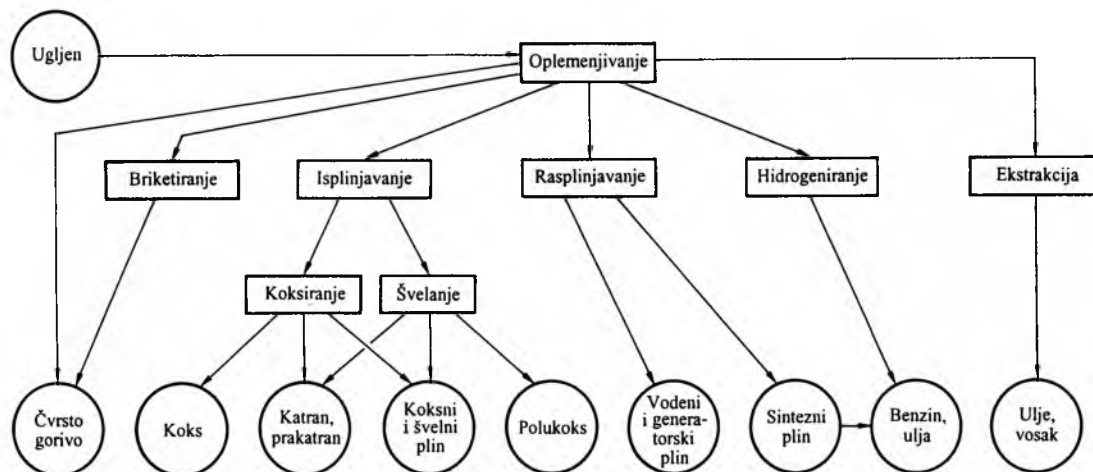 Ugljen
Oplemenjivanje
Briketiranje
Isplinjavanje
Rasplinjavanje
Hidrogeniranje
Ekstrakcija
Koksiranje
Švelanje
Čvrsto
gorivo
Koks
Katran,
prakatran
Koksni
i švelni
plin
Polukoks
Vodeni
i genera-
torski
plin
Sintezni
plin
Benzin,
ulja
Ulje,
vosak